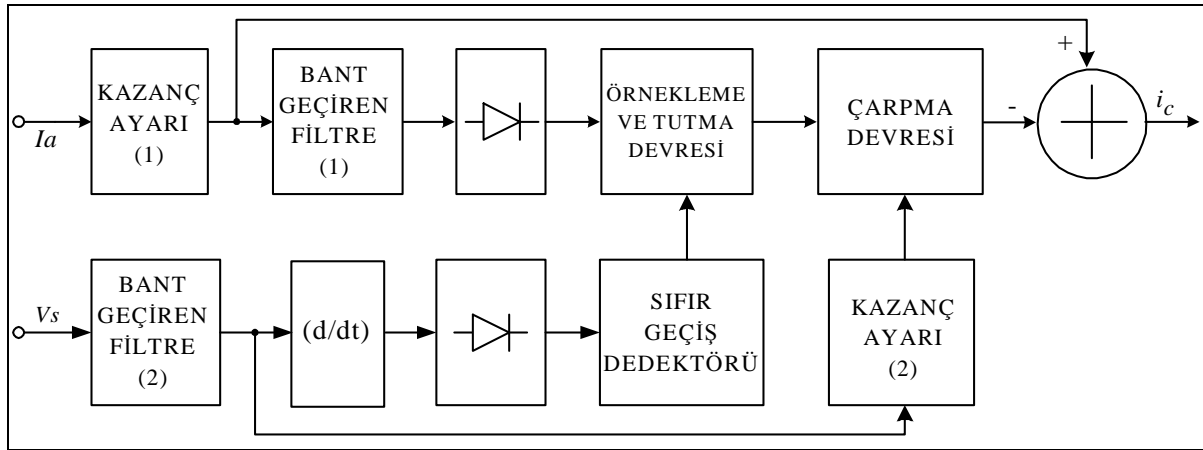 KAZANÇ
AYARI
(1)
BANT
GEÇİREN
FİLTRE
(1)
ÖRNEKLEME
VE TUTMA
DEVRESİ
ÇARPMA
DEVRESİ
+
-
i_c
Ia
Vs
BANT
GEÇİREN
FİLTRE
(2)
(d/dt)
SIFIR
GEÇİŞ
DEDEKTÖRÜ
KAZANÇ
AYARI
(2)